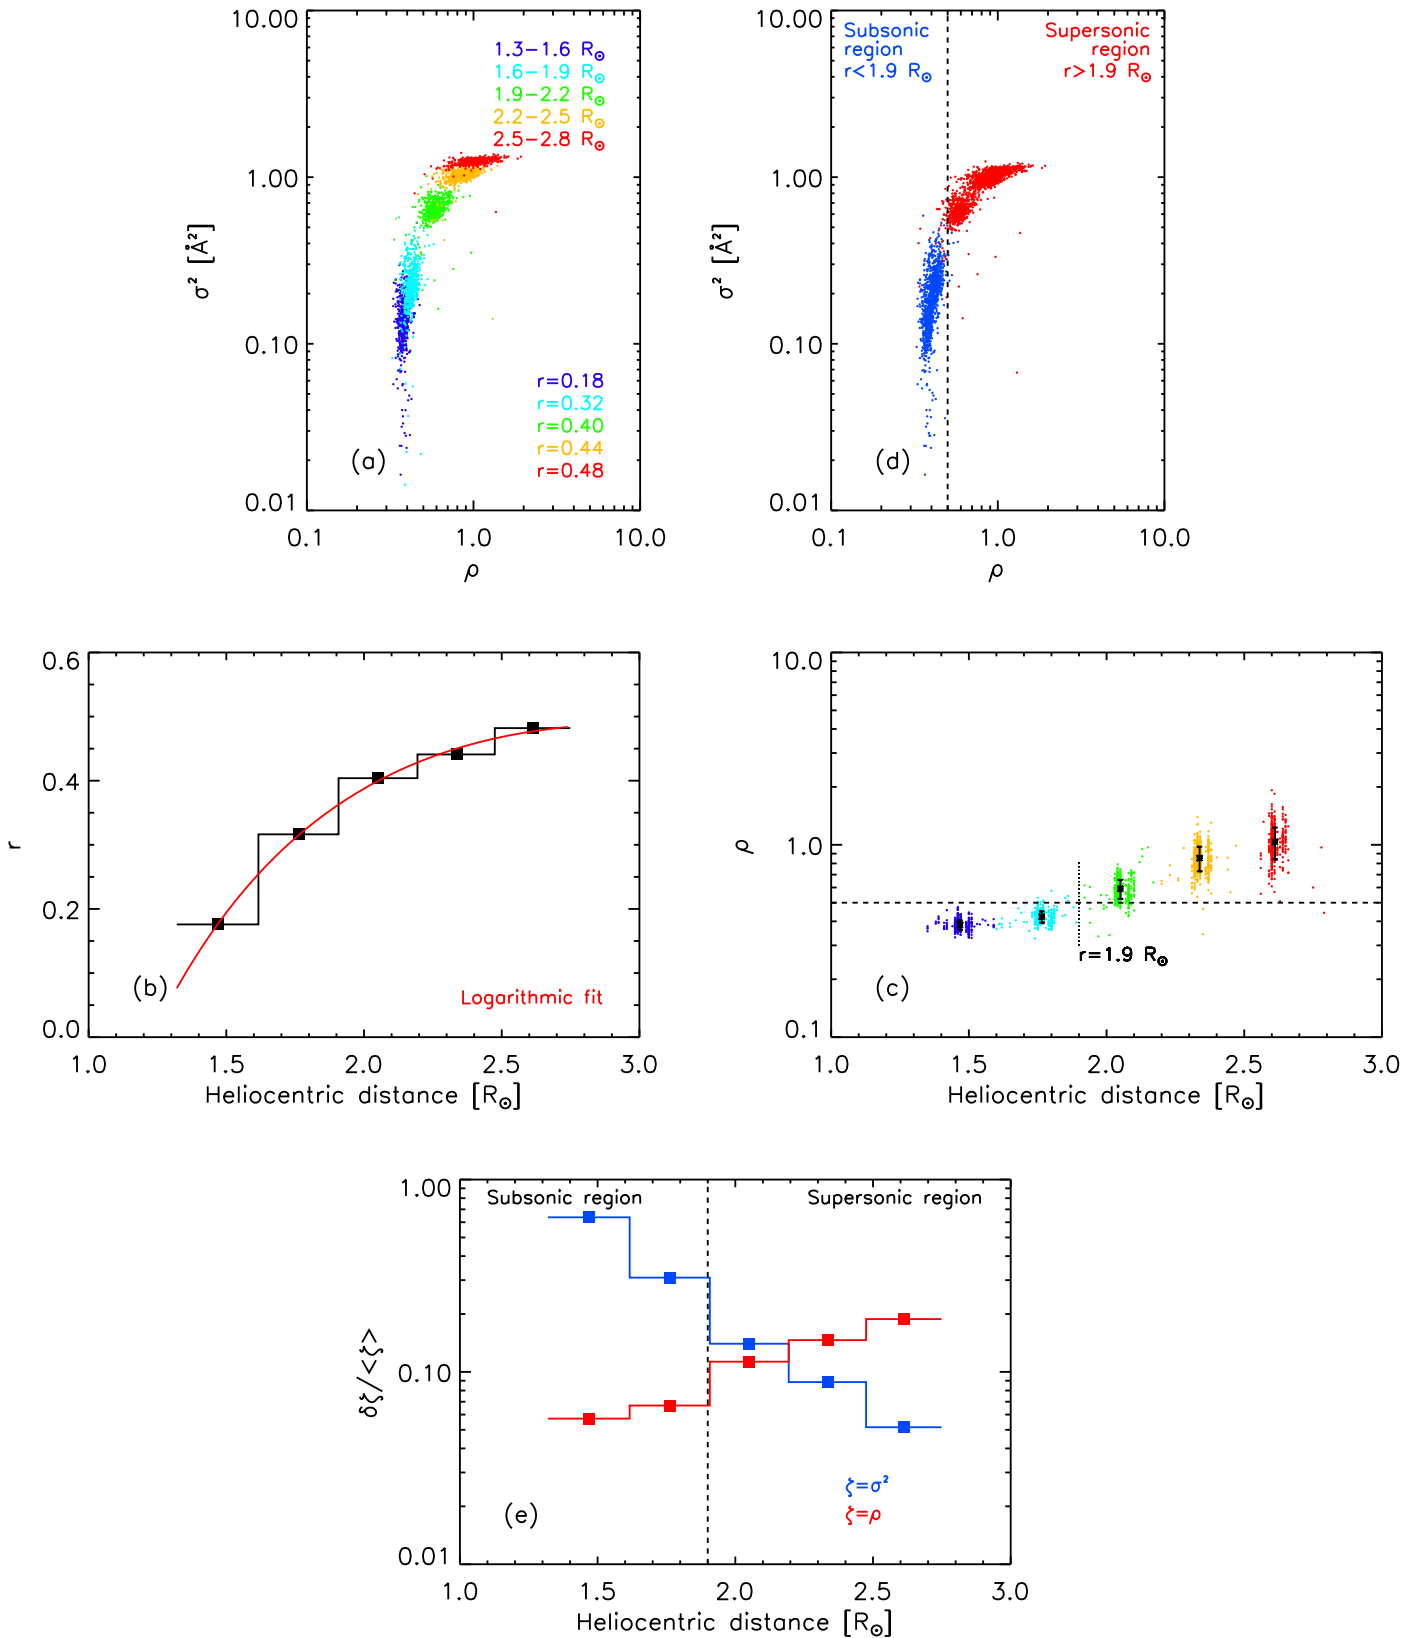 10.00
1.00
0.10
0.01
σ² [Å²]
1.3−1.6 R⊙
1.6−1.9 R⊙
1.9−2.2 R⊙
2.2−2.5 R⊙
2.5−2.8 R⊙
r=0.18
r=0.32
r=0.40
r=0.44
r=0.48
(a)
0.1 1.0 10.0
ρ
10.00
1.00
0.10
0.01
σ² [Å²]
Subsonic
region
r<1.9 R⊙
Supersonic
region
r>1.9 R⊙
(d)
0.1 1.0 10.0
ρ
0.6
0.4
0.2
0.0
r
(b)
Logarithmic fit
1.0 1.5 2.0 2.5 3.0
Heliocentric distance [R⊙]
10.0
1.0
0.1
ρ
r=1.9 R⊙
(c)
1.0 1.5 2.0 2.5 3.0
Heliocentric distance [R⊙]
1.00
0.10
0.01
δζ/<ζ>
Subsonic region
Supersonic region
ζ=σ²
ζ=ρ
(e)
1.0 1.5 2.0 2.5 3.0
Heliocentric distance [R⊙]